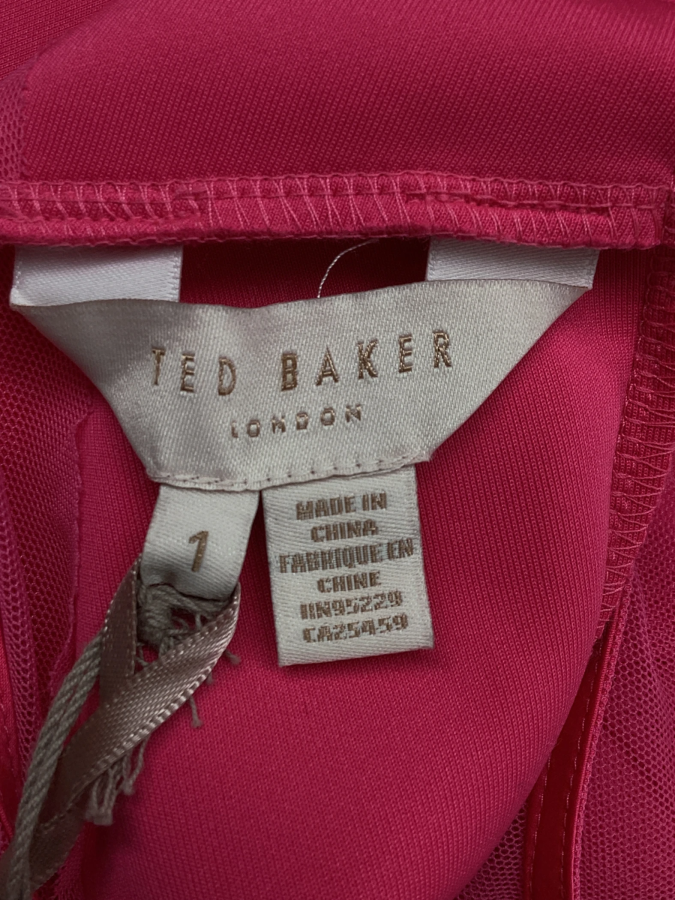 TED BAKER
LONDON
1
MADE IN
CHINA
FABRIQUE EN
CHINE
RN95229
CA25459